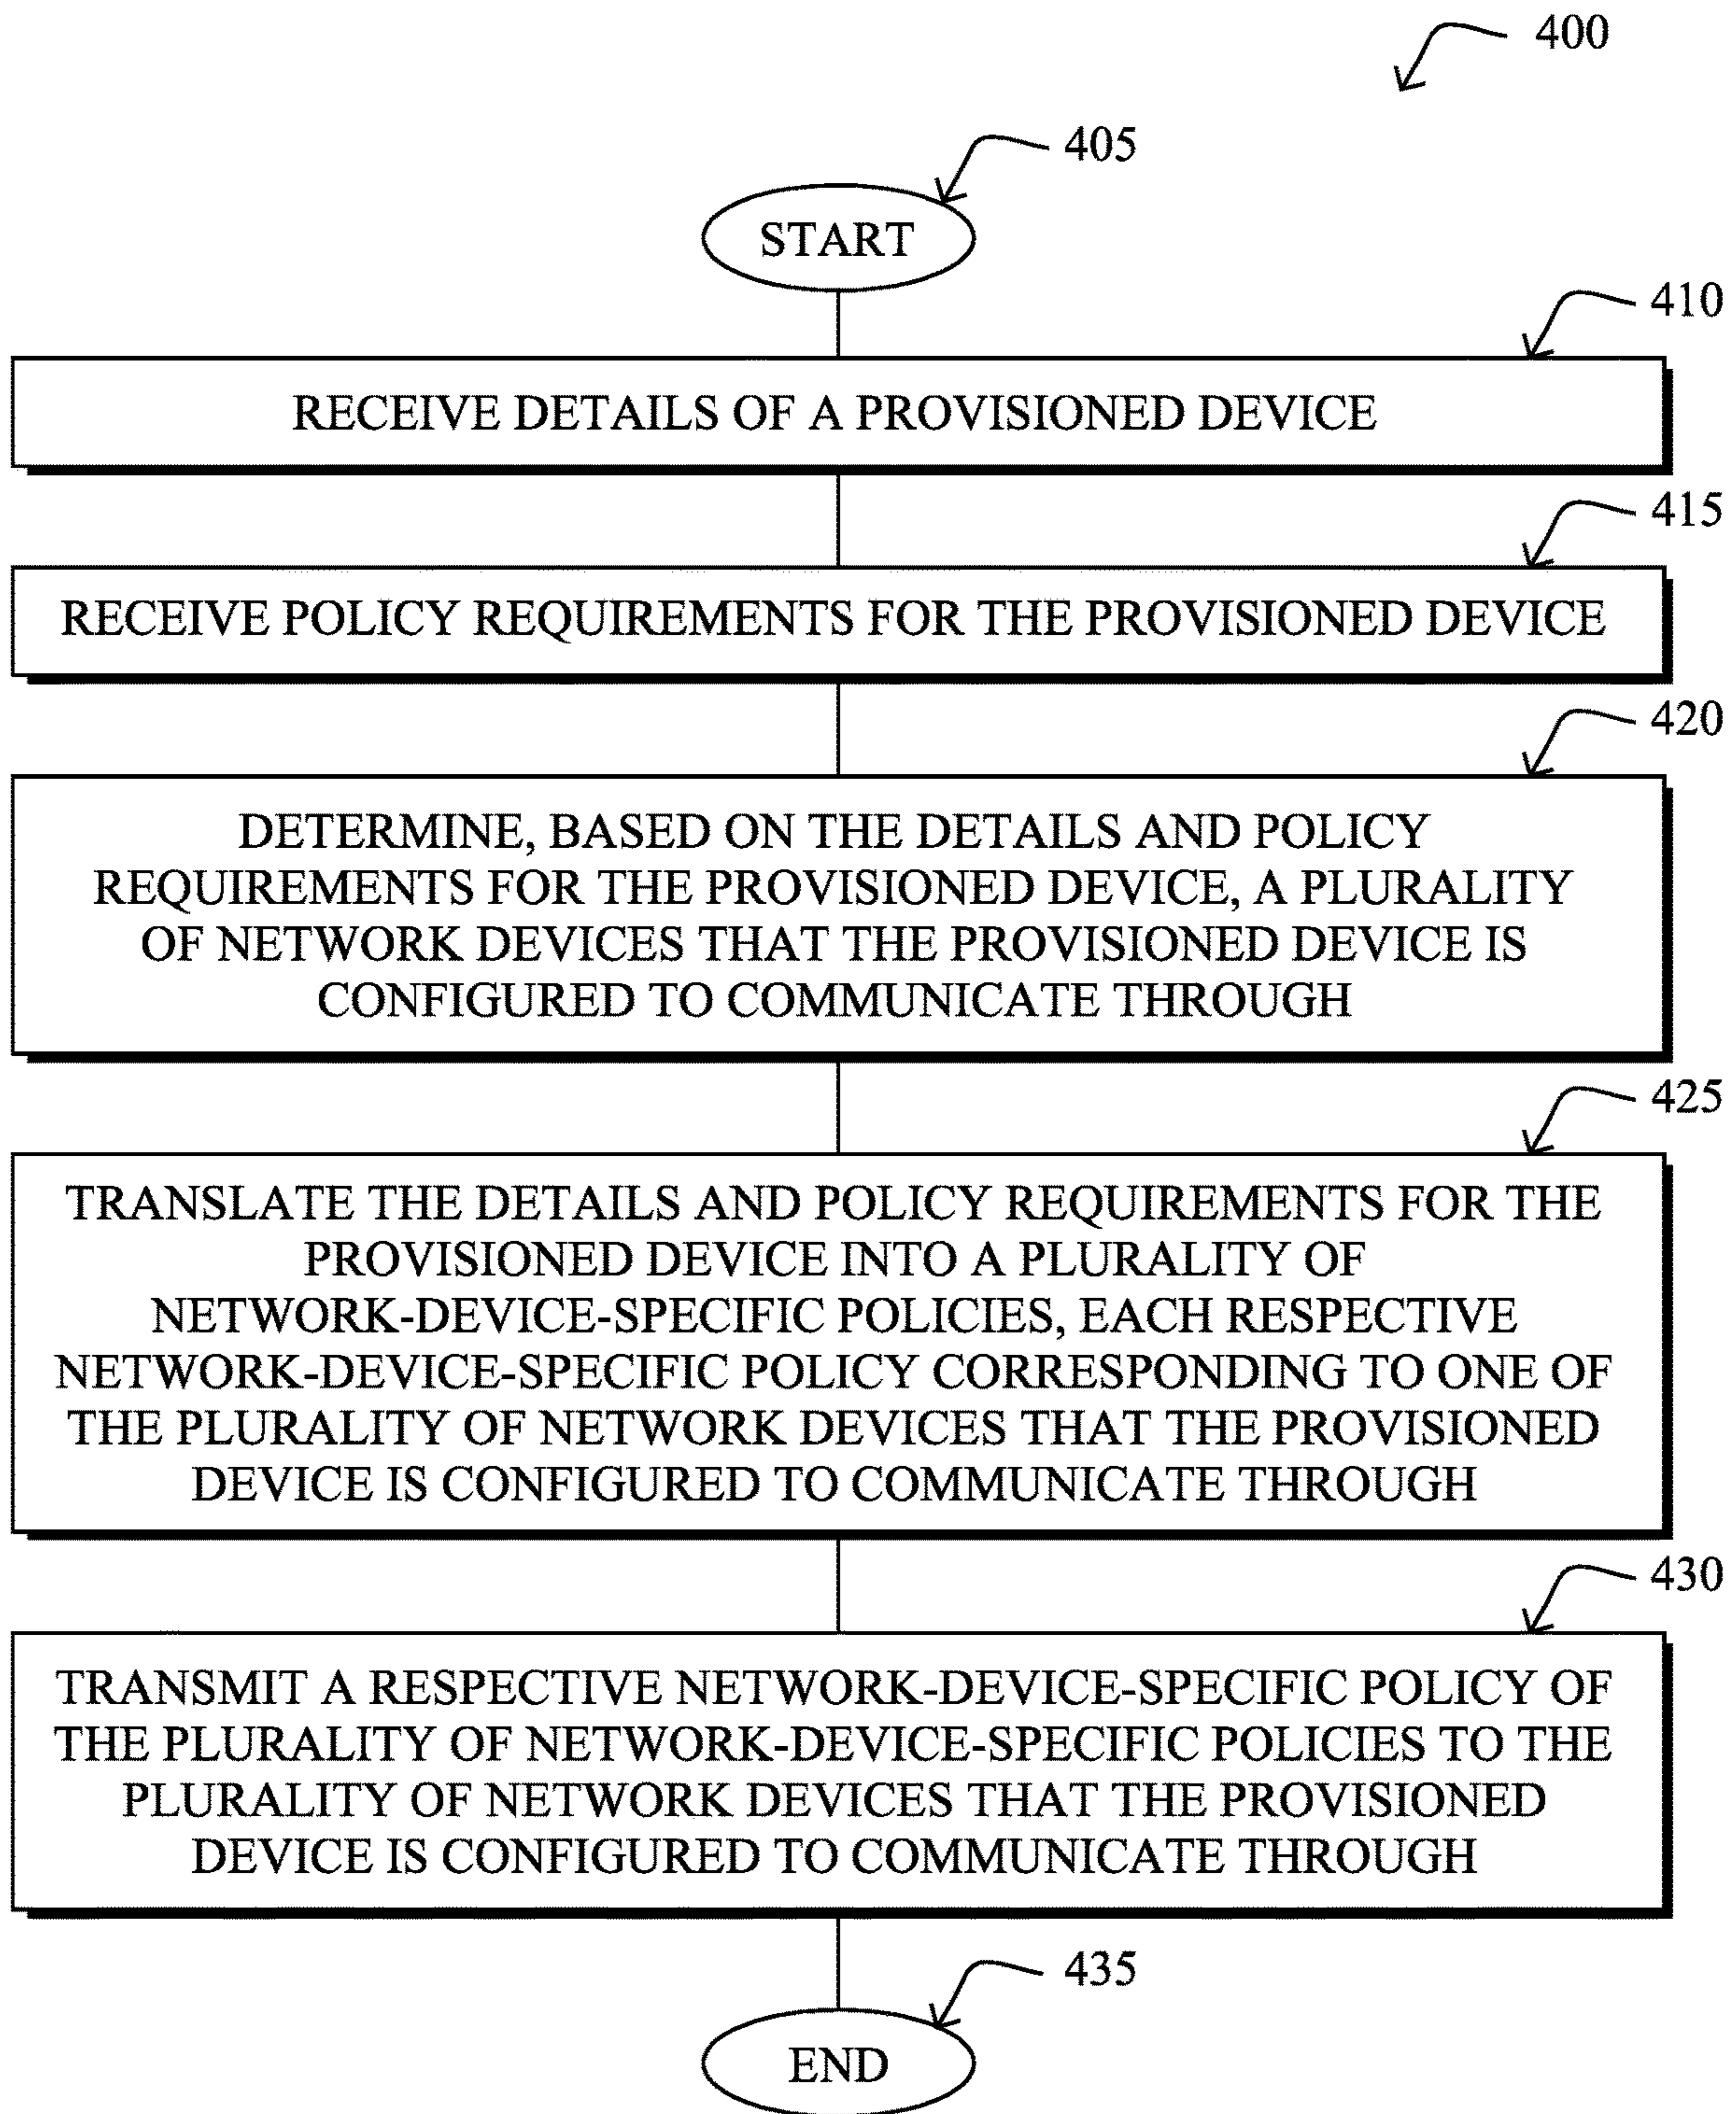 400
405
START
410
RECEIVE DETAILS OF A PROVISIONED DEVICE
415
RECEIVE POLICY REQUIREMENTS FOR THE PROVISIONED DEVICE
420
DETERMINE, BASED ON THE DETAILS AND POLICY
REQUIREMENTS FOR THE PROVISIONED DEVICE, A PLURALITY
OF NETWORK DEVICES THAT THE PROVISIONED DEVICE IS
CONFIGURED TO COMMUNICATE THROUGH
425
TRANSLATE THE DETAILS AND POLICY REQUIREMENTS FOR THE
PROVISIONED DEVICE INTO A PLURALITY OF
NETWORK-DEVICE-SPECIFIC POLICIES, EACH RESPECTIVE
NETWORK-DEVICE-SPECIFIC POLICY CORRESPONDING TO ONE OF
THE PLURALITY OF NETWORK DEVICES THAT THE PROVISIONED
DEVICE IS CONFIGURED TO COMMUNICATE THROUGH
430
TRANSMIT A RESPECTIVE NETWORK-DEVICE-SPECIFIC POLICY OF
THE PLURALITY OF NETWORK-DEVICE-SPECIFIC POLICIES TO THE
PLURALITY OF NETWORK DEVICES THAT THE PROVISIONED
DEVICE IS CONFIGURED TO COMMUNICATE THROUGH
435
END